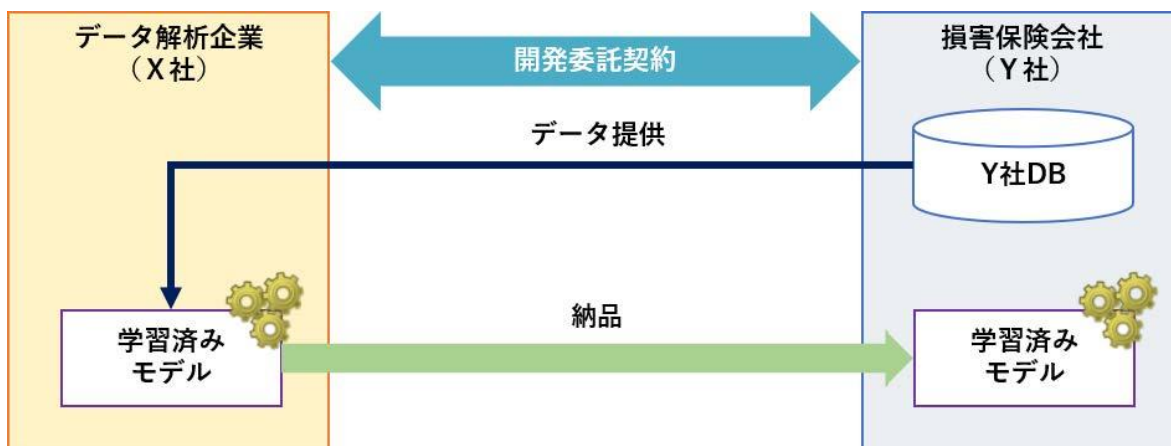 データ解析企業
（X社）
開発委託契約
損害保険会社
（Y社）
データ提供
Y社DB
納品
学習済み
モデル
学習済み
モデル